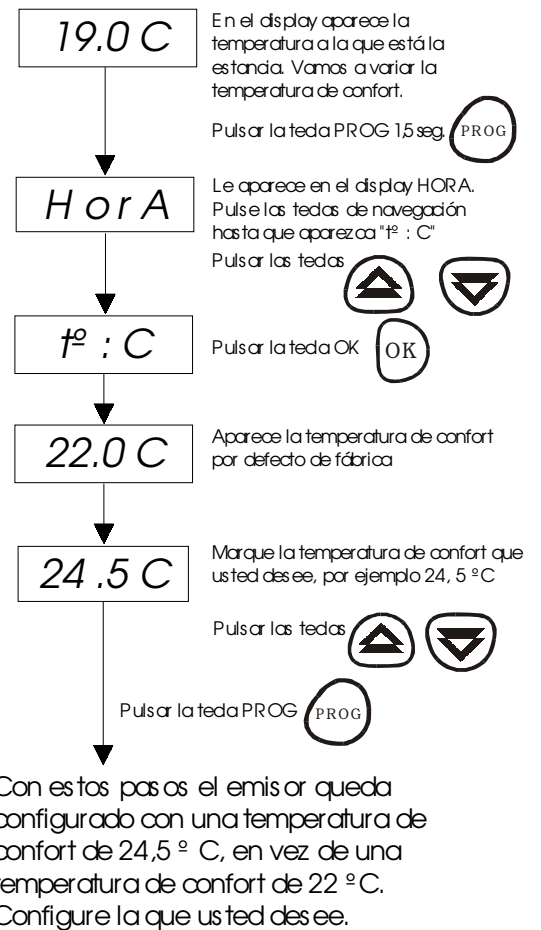 19.0 C
En el display aparece la
temperatura a la que está la
estancia. Vamos a variar la
temperatura de confort.
Pulsar la tecla PROG 1,5 seg.
PROG
HorA
Le aparece en el display HORA.
Pulse las teclas de navegación
hasta que aparezca "tº : C"
Pulsar las teclas
tº : C
Pulsar la tecla OK
OK
22.0 C
Aparece la temperatura de confort
por defecto de fábrica
24 .5 C
Marque la temperatura de confort que
usted desee, por ejemplo 24, 5 ºC
Pulsar las teclas
Pulsar la tecla PROG
PROG
Con estos pasos el emisor queda
configurado con una temperatura de
confort de 24,5 º C, en vez de una
temperatura de confort de 22 ºC.
Configure la que usted desee.